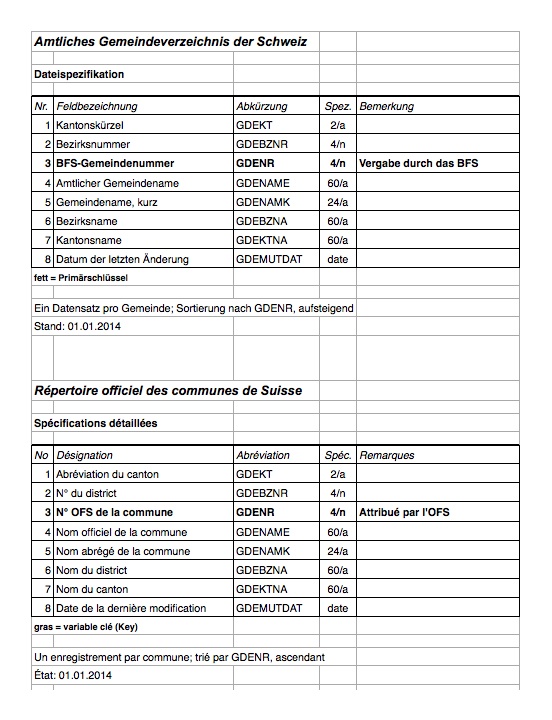 Amtliches Gemeindeverzeichnis der Schweiz
Dateispezifikation
Nr. Feldbezeichnung Abkürzung Spez. Bemerkung
1 Kantonskürzel GDEKT 2/a
2 Bezirksnummer GDEBZNR 4/n
3 BFS-Gemeindenummer GDENR 4/n Vergabe durch das BFS
4 Amtlicher Gemeindename GDENAME 60/a
5 Gemeindename, kurz GDENAMK 24/a
6 Bezirksname GDEBZNA 60/a
7 Kantonsname GDEKTNA 60/a
8 Datum der letzten Änderung GDEMUTDAT date
fett = Primärschlüssel
Ein Datensatz pro Gemeinde; Sortierung nach GDENR, aufsteigend
Stand: 01.01.2014
Répertoire officiel des communes de Suisse
Spécifications détaillées
No Désignation Abréviation Spéc. Remarques
1 Abréviation du canton GDEKT 2/a
2 N° du district GDEBZNR 4/n
3 N° OFS de la commune GDENR 4/n Attribué par l'OFS
4 Nom officiel de la commune GDENAME 60/a
5 Nom abrégé de la commune GDENAMK 24/a
6 Nom du district GDEBZNA 60/a
7 Nom du canton GDEKTNA 60/a
8 Date de la dernière modification GDEMUTDAT date
gras = variable clé (Key)
Un enregistrement par commune; trié par GDENR, ascendant
État: 01.01.2014